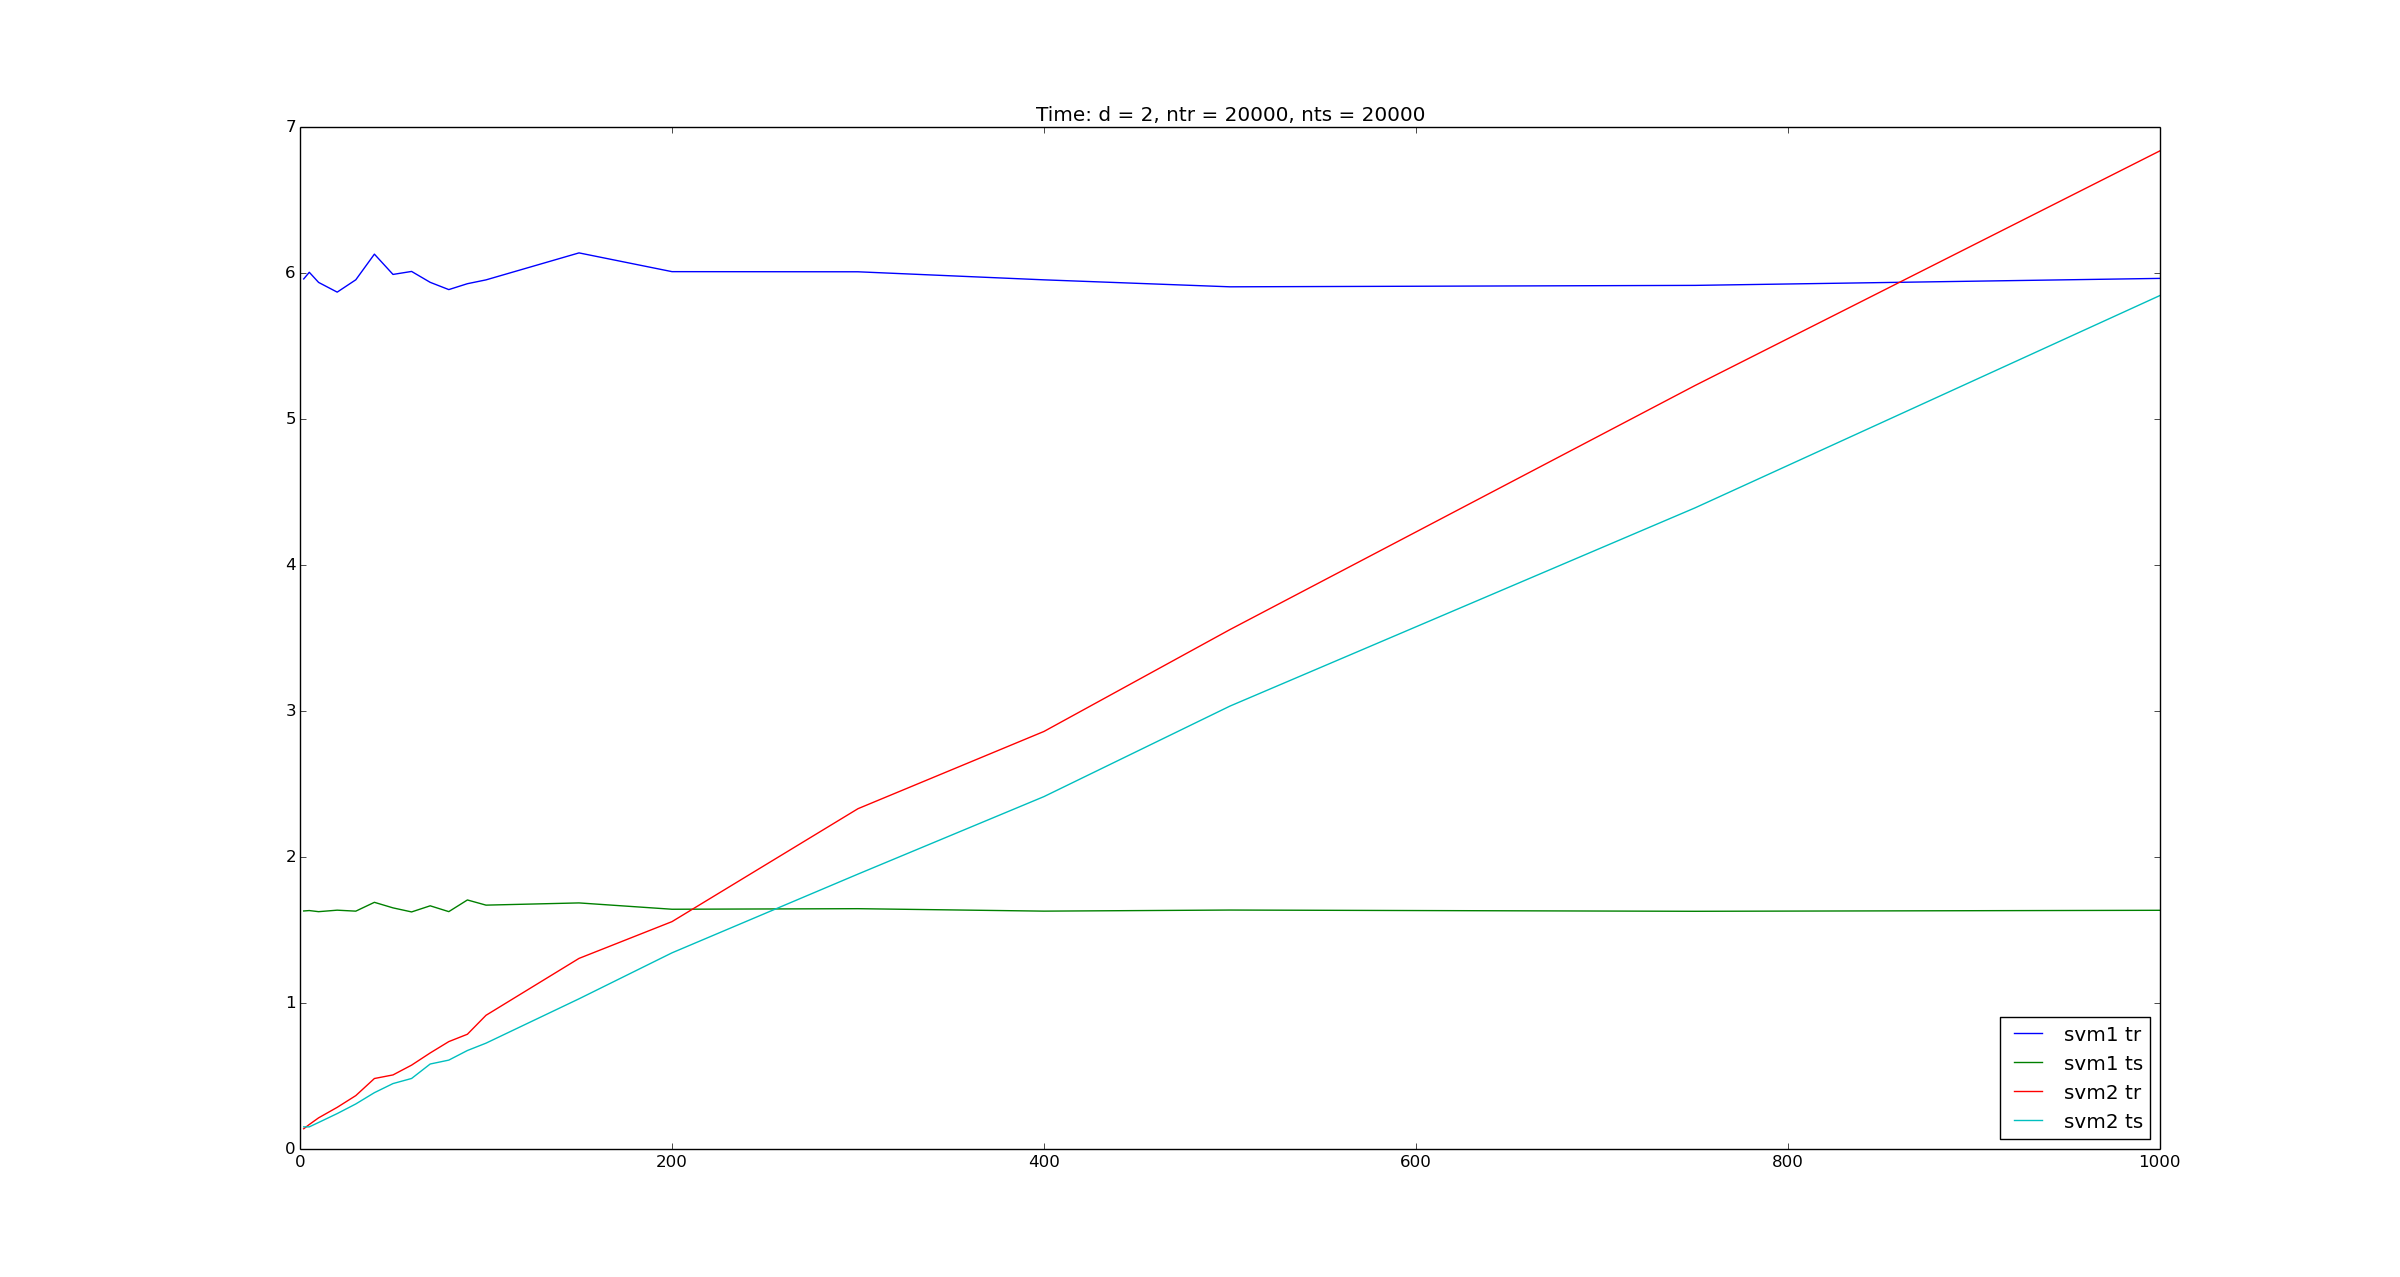 Time: d = 2, ntr = 20000, nts = 20000
7
6
5
4
3
2
1
0
0 200 400 600 800 1000
svm1 tr
svm1 ts
svm2 tr
svm2 ts